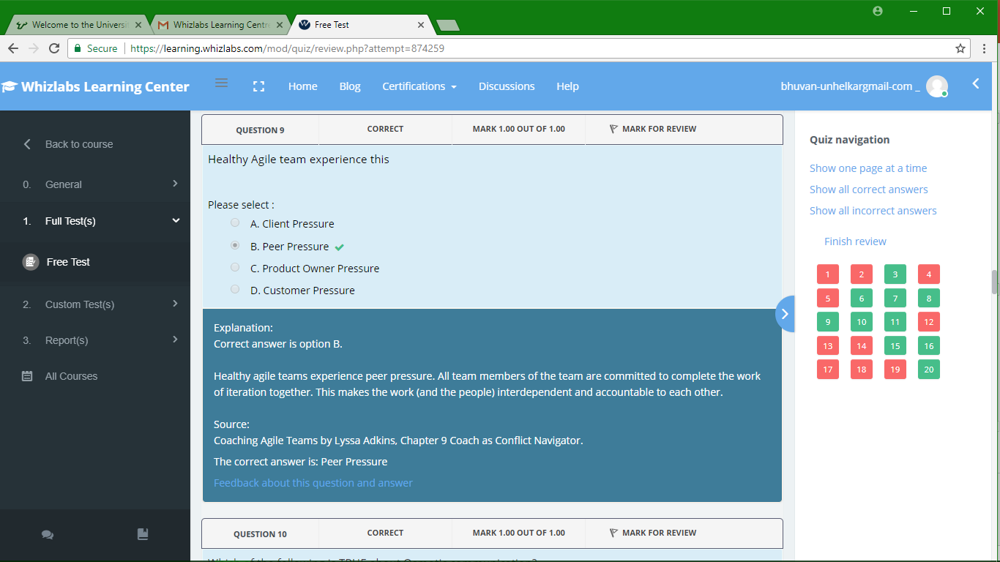 Welcome to the Universi
Whizlabs Learning Centre
Free Test
Secure
https://learning.whizlabs.com/mod/quiz/review.php?attempt=874259
Whizlabs Learning Center
Home
Blog
Certifications
Discussions
Help
bhuvan-unhelkargmail-com _
Back to course
0. General
1. Full Test(s)
Free Test
2. Custom Test(s)
3. Report(s)
All Courses
QUESTION 9
CORRECT
MARK 1.00 OUT OF 1.00
MARK FOR REVIEW
Healthy Agile team experience this
Please select :
A. Client Pressure
B. Peer Pressure
C. Product Owner Pressure
D. Customer Pressure
Explanation:
Correct answer is option B.
Healthy agile teams experience peer pressure. All team members of the team are committed to complete the work
of iteration together. This makes the work (and the people) interdependent and accountable to each other.
Source:
Coaching Agile Teams by Lyssa Adkins, Chapter 9 Coach as Conflict Navigator.
The correct answer is: Peer Pressure
Feedback about this question and answer
QUESTION 10
CORRECT
MARK 1.00 OUT OF 1.00
MARK FOR REVIEW
Quiz navigation
Show one page at a time
Show all correct answers
Show all incorrect answers
Finish review
1 2 3 4
5 6 7 8
9 10 11 12
13 14 15 16
17 18 19 20